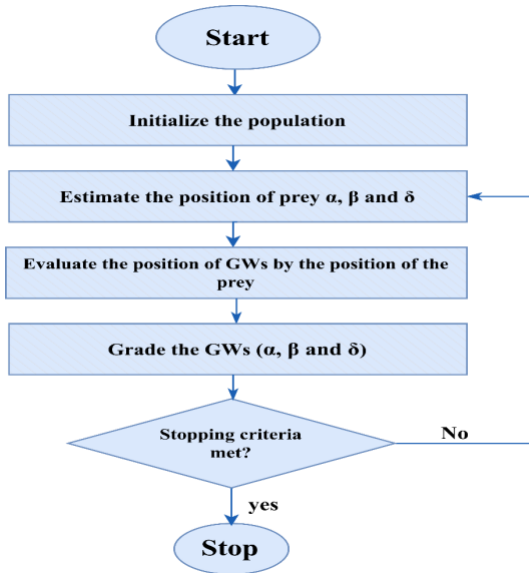 Start
Initialize the population
Estimate the position of prey α, β and δ
Evaluate the position of GWs by the position of the
prey
Grade the GWs (α, β and δ)
Stopping criteria
met?
No
yes
Stop